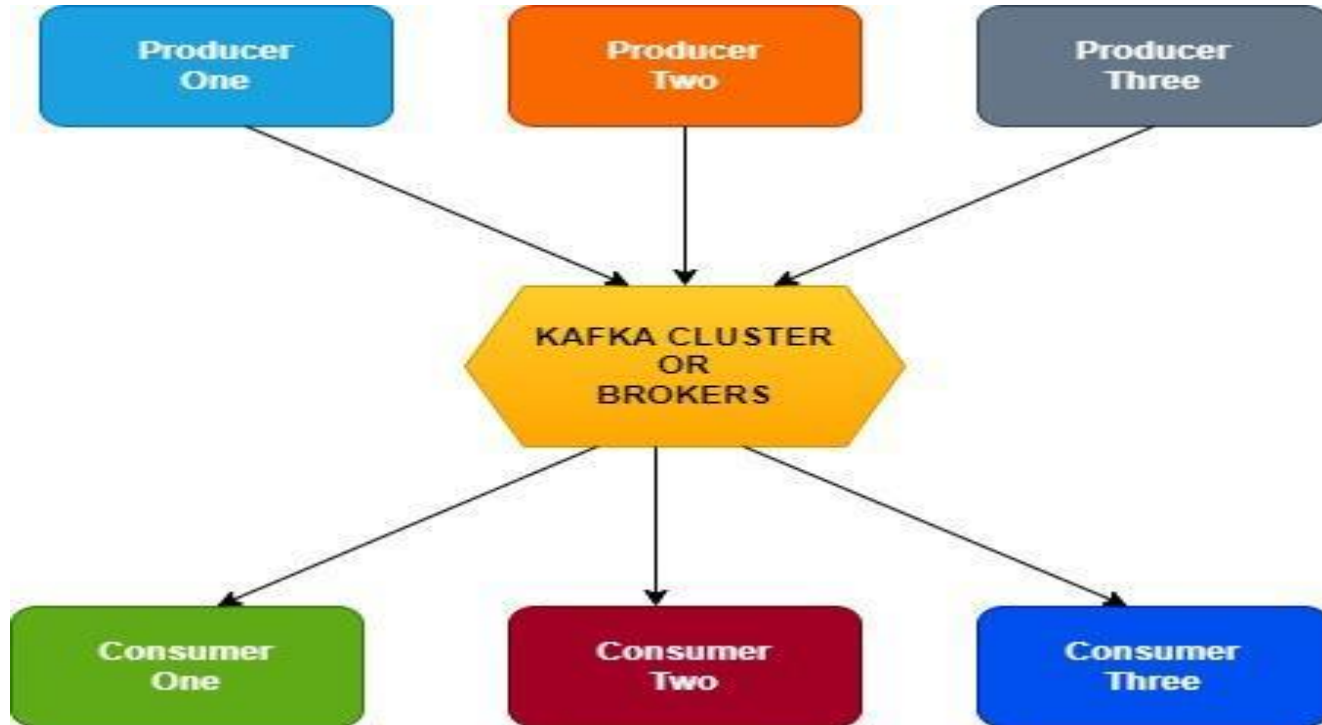 Producer
One
Producer
Two
Producer
Three
KAFKA CLUSTER
OR
BROKERS
Consumer
One
Consumer
Two
Consumer
Three